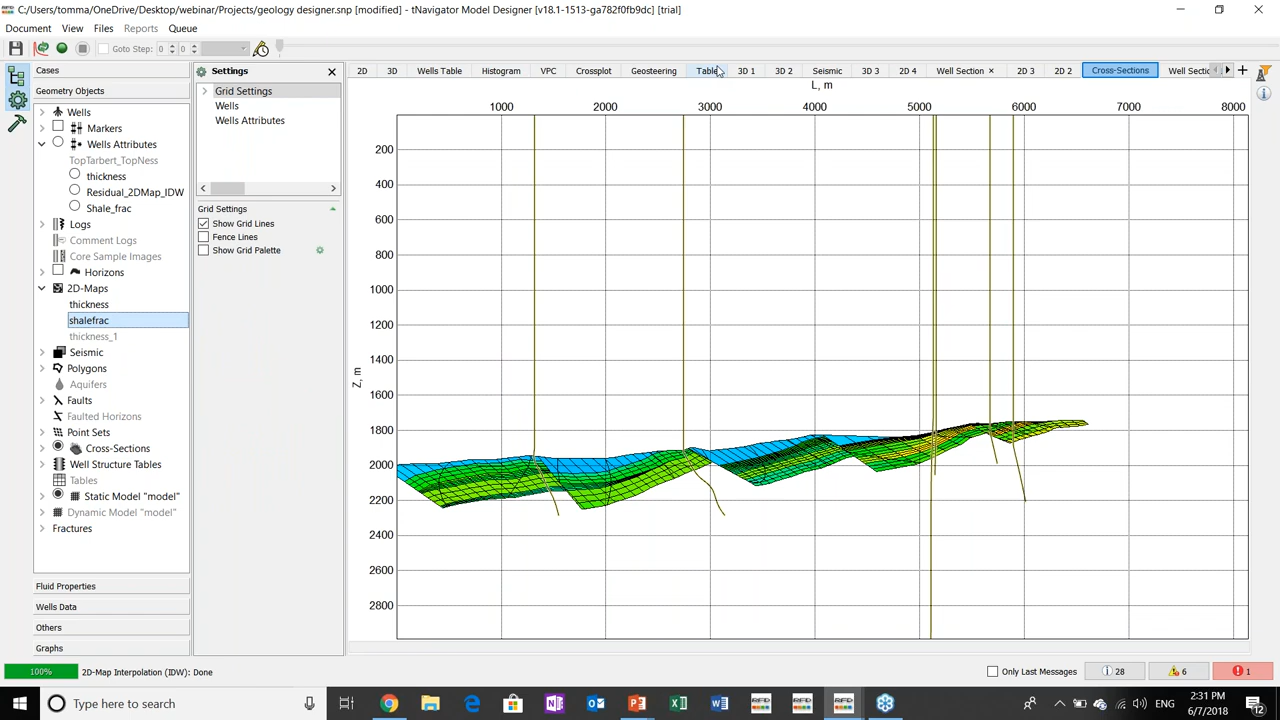 C:/Users/tomma/OneDrive/Desktop/webinar/Projects/geology designer.snp [modified] - tNavigator Model Designer [v18.1-1513-ga782f0fb9dc] [trial]
Document View Files Reports Queue
Goto Step: 0 0
Cases
Geometry Objects
Wells
Markers
Wells Attributes
TopTarbert_TopNess
thickness
Residual_2DMap_IDW
Shale_frac
Logs
Comment Logs
Core Sample Images
Horizons
2D-Maps
thickness
shalefrac
thickness_1
Seismic
Polygons
Aquifers
Faults
Faulted Horizons
Point Sets
Cross-Sections
Well Structure Tables
Tables
Static Model "model"
Dynamic Model "model"
Fractures
Fluid Properties
Wells Data
Others
Graphs
Settings
Grid Settings
Wells
Wells Attributes
Grid Settings
Show Grid Lines
Fence Lines
Show Grid Palette
2D 3D Wells Table Histogram VPC Crossplot Geosteering Table 3D 1 3D 2 Seismic 3D 3 2D 4 Well Section × 2D 3 2D 2 Cross-Sections Well Sectic
L, m
1000 2000 3000 4000 5000 6000 7000 8000
200
400
600
800
1000
1200
1400
1600
1800
2000
2200
2400
2600
2800
Z, m
100% 2D-Map Interpolation (IDW): Done
Only Last Messages 28 6 1
Type here to search
ENG
2:31 PM
6/7/2018